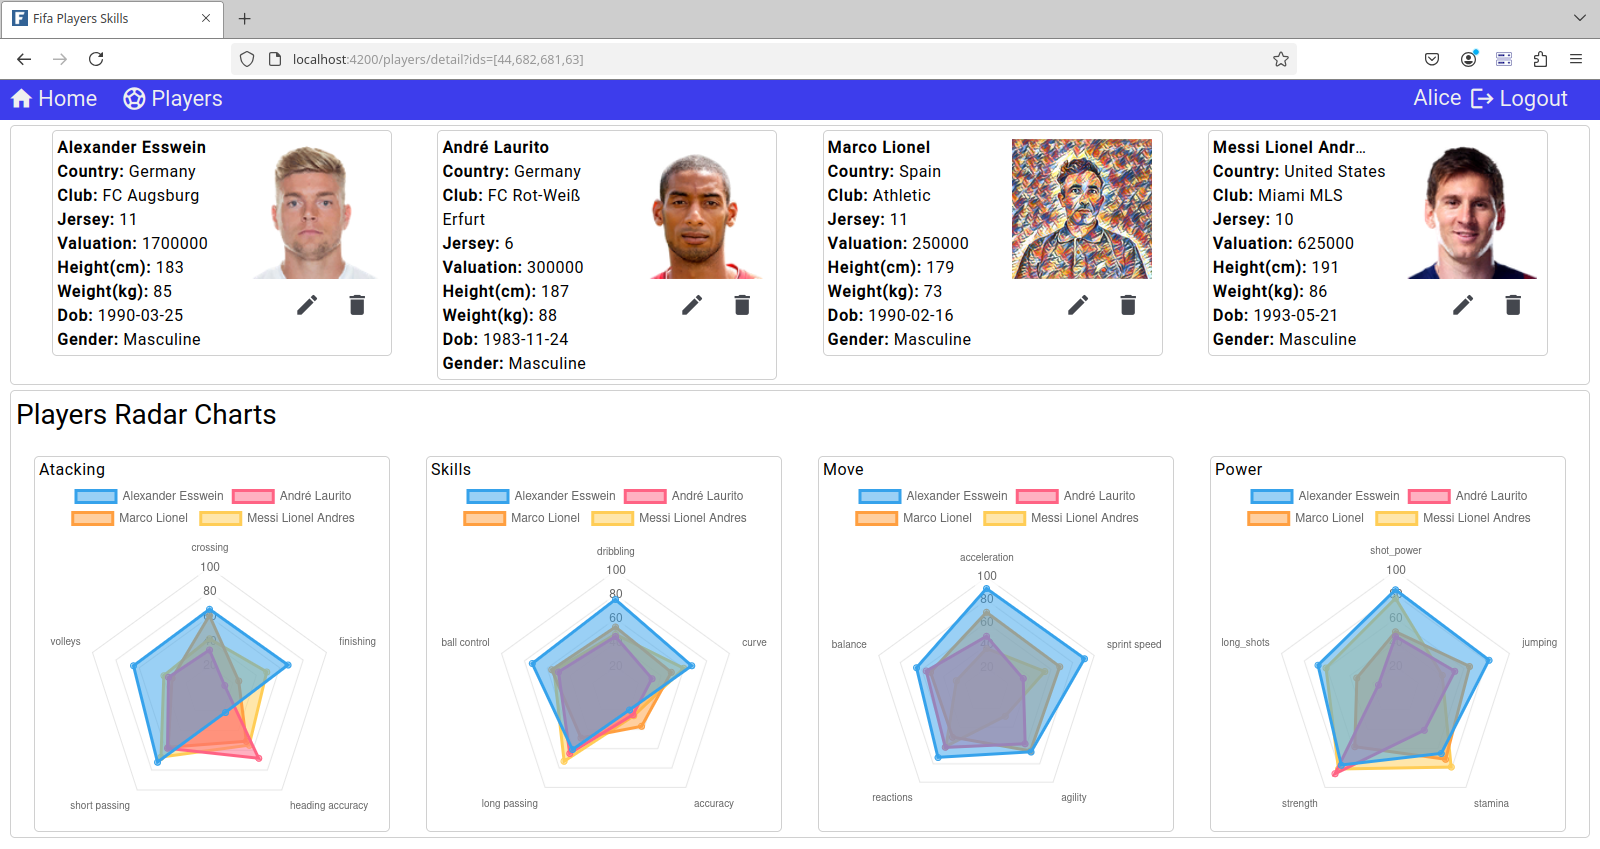 Fifa Players Skills
localhost:4200/players/detail?ids=[44,682,681,63]
Home
Players
Alice
Logout
Alexander Esswein
Country: Germany
Club: FC Augsburg
Jersey: 11
Valuation: 1700000
Height(cm): 183
Weight(kg): 85
Dob: 1990-03-25
Gender: Masculine
André Laurito
Country: Germany
Club: FC Rot-Weiß
Erfurt
Jersey: 6
Valuation: 300000
Height(cm): 187
Weight(kg): 88
Dob: 1983-11-24
Gender: Masculine
Marco Lionel
Country: Spain
Club: Athletic
Jersey: 11
Valuation: 250000
Height(cm): 179
Weight(kg): 73
Dob: 1990-02-16
Gender: Masculine
Messi Lionel Andr...
Country: United States
Club: Miami MLS
Jersey: 10
Valuation: 625000
Height(cm): 191
Weight(kg): 86
Dob: 1993-05-21
Gender: Masculine
Players Radar Charts
Atacking
Alexander Esswein
André Laurito
Marco Lionel
Messi Lionel Andres
crossing
100
80
60
40
20
volleys
finishing
short passing
heading accuracy
Skills
Alexander Esswein
André Laurito
Marco Lionel
Messi Lionel Andres
dribbling
100
80
60
40
20
ball control
curve
long passing
accuracy
Move
Alexander Esswein
André Laurito
Marco Lionel
Messi Lionel Andres
acceleration
100
80
60
40
20
balance
sprint speed
reactions
agility
Power
Alexander Esswein
André Laurito
Marco Lionel
Messi Lionel Andres
shot_power
100
80
60
20
long_shots
jumping
strength
stamina